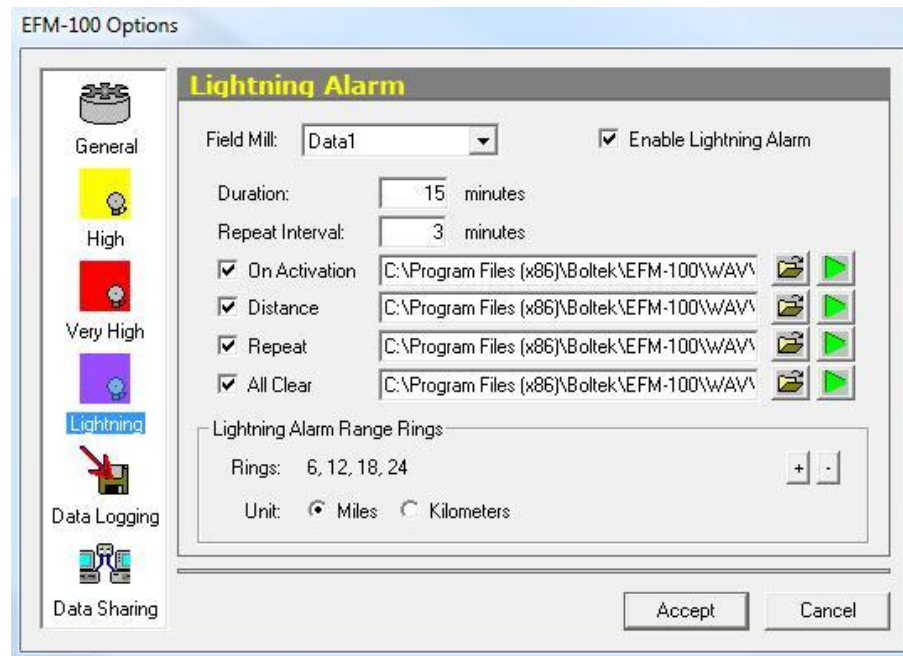 EFM-100 Options
General
High
Very High
Lightning
Data Logging
Data Sharing
Lightning Alarm
Field Mill: Data1 Enable Lightning Alarm
Duration: 15 minutes
Repeat Interval: 3 minutes
On Activation C:\Program Files (x86)\Boltek\EFM-100\WAV\
Distance C:\Program Files (x86)\Boltek\EFM-100\WAV\
Repeat C:\Program Files (x86)\Boltek\EFM-100\WAV\
All Clear C:\Program Files (x86)\Boltek\EFM-100\WAV\
Lightning Alarm Range Rings
Rings: 6, 12, 18, 24 + -
Unit: Miles Kilometers
Accept Cancel